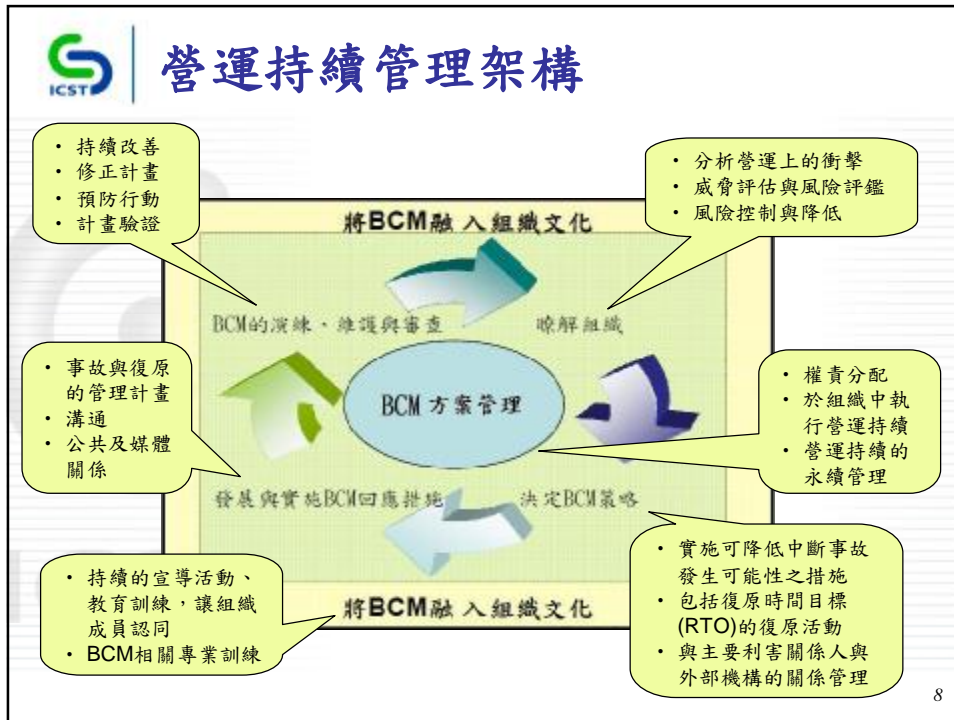 ICST
營運持續管理架構
• 持續改善
• 修正計畫
• 預防行動
• 計畫驗證
• 分析營運上的衝擊
• 威脅評估與風險評鑑
• 風險控制與降低
將BCM融 入組織文化
BCM的演練、維護與審查
瞭解組織
• 事故與復原
的管理計畫
• 溝通
• 公共及媒體
關係
BCM 方案管理
• 權責分配
• 於組織中執
行營運持續
• 營運持續的
永續管理
發展與實施BCM回應措施
決定BCM策略
• 持續的宣導活動、
教育訓練，讓組織
成員認同
• BCM相關專業訓練
將BCM融 入組織文化
• 實施可降低中斷事故
發生可能性之措施
• 包括復原時間目標
(RTO)的復原活動
• 與主要利害關係人與
外部機構的關係管理
8